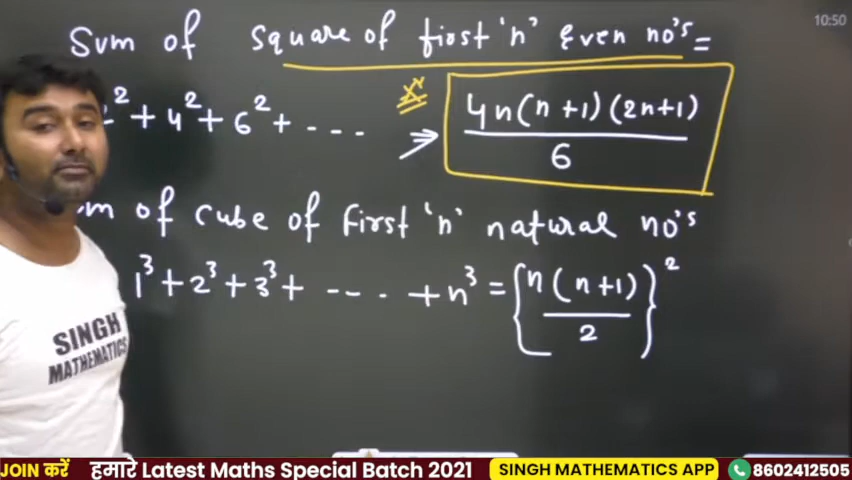 10:50
Sum of square of first 'n' Even no's =
² + 4² + 6² + - - - - → 4n(n+1)(2n+1) / 6
m of cube of first 'n' natural no's
1³ + 2³ + 3³ + - - - . + n³ = {n(n+1) / 2}²
SINGH
MATHEMATICS
JOIN करें हमारे Latest Maths Special Batch 2021 SINGH MATHEMATICS APP 8602412505